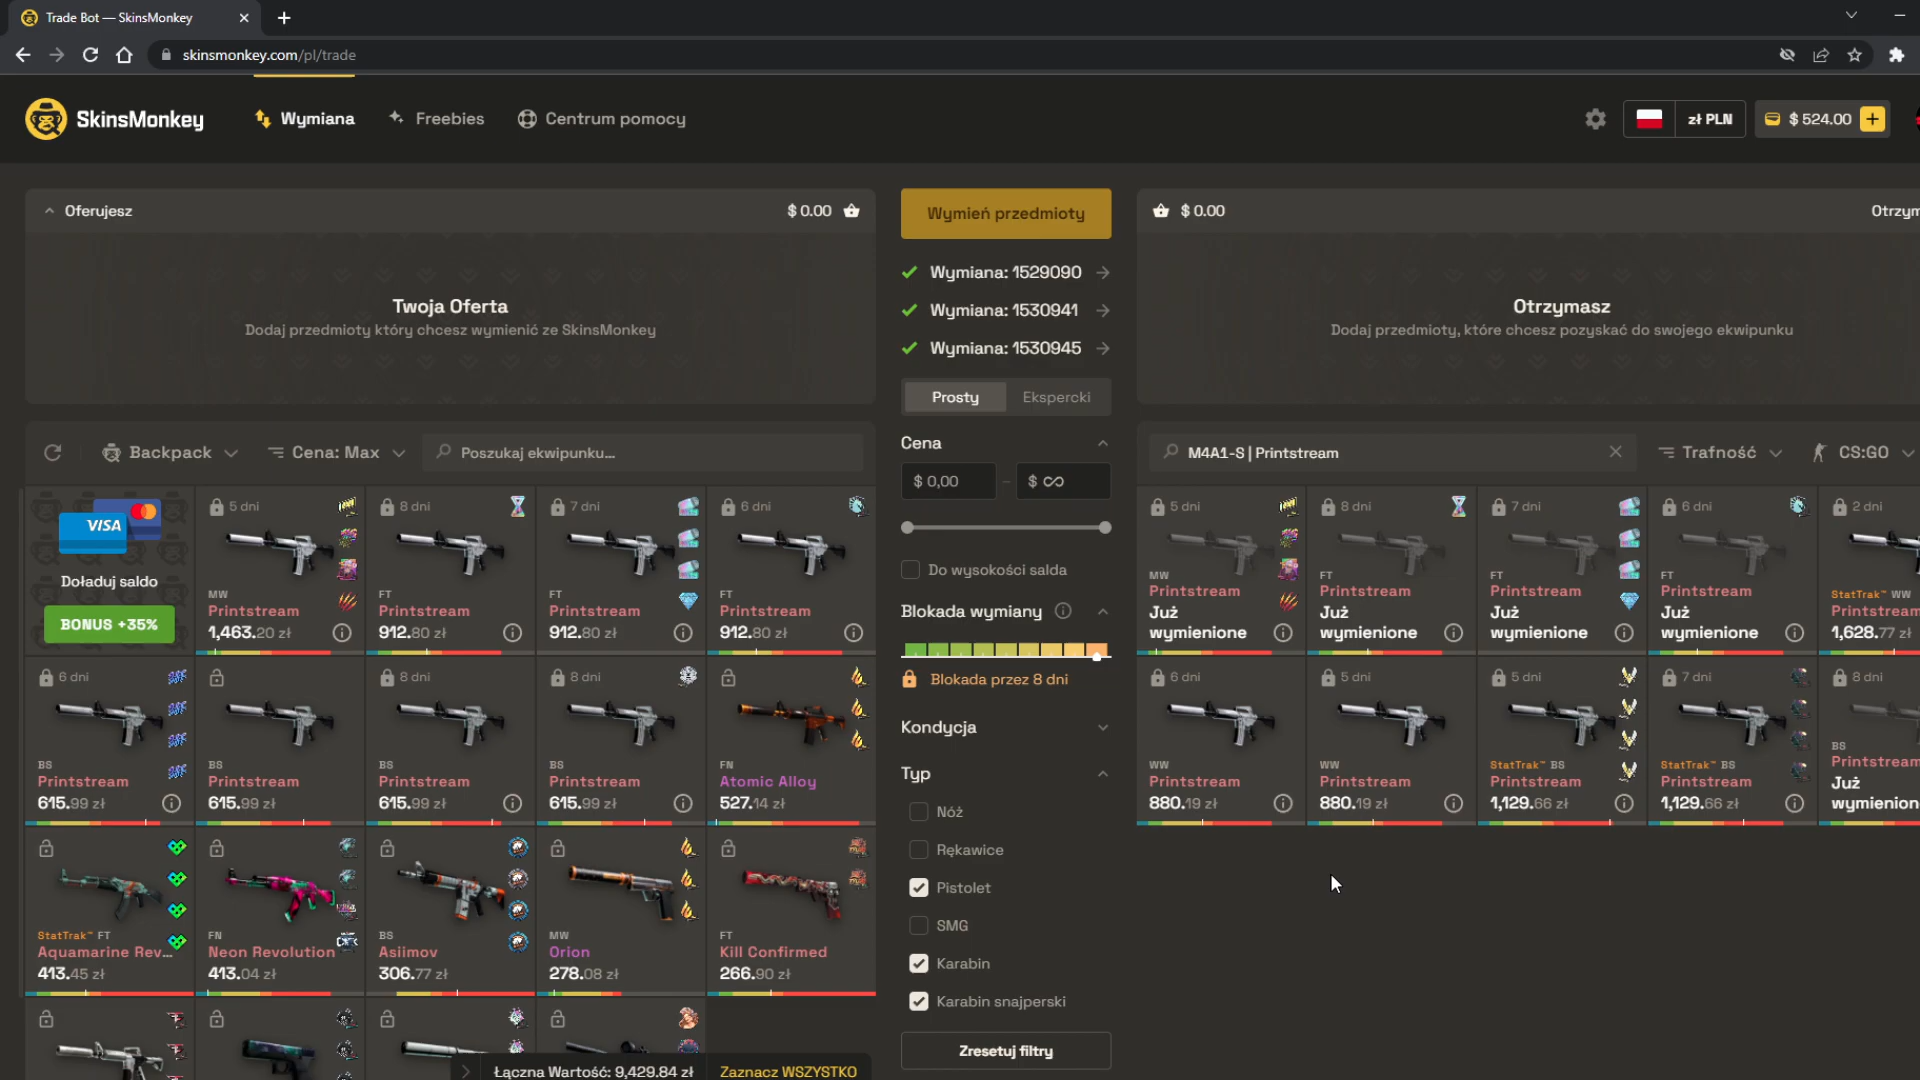 Trade Bot — SkinsMonkey
skinsmonkey.com/pl/trade
SkinsMonkey
Wymiana
Freebies
Centrum pomocy
zł PLN
$ 524.00
Oferujesz
$ 0.00
Twoja Oferta
Dodaj przedmioty który chcesz wymienić ze SkinsMonkey
Wymień przedmioty
Wymiana: 1529090
Wymiana: 1530941
Wymiana: 1530945
Prosty
Ekspercki
$ 0.00
Otrzym
Otrzymasz
Dodaj przedmioty, które chcesz pozyskać do swojego ekwipunku
Backpack
Cena: Max
Poszukaj ekwipunku...
VISA
Doładuj saldo
BONUS +35%
5 dni
MW
Printstream
1,463.20 zł
8 dni
FT
Printstream
912.80 zł
7 dni
FT
Printstream
912.80 zł
6 dni
FT
Printstream
912.80 zł
6 dni
BS
Printstream
615.99 zł
BS
Printstream
615.99 zł
8 dni
BS
Printstream
615.99 zł
8 dni
BS
Printstream
615.99 zł
FN
Atomic Alloy
527.14 zł
StatTrak™ FT
Aquamarine Rev...
413.45 zł
FN
Neon Revolution
413.04 zł
BS
Asiimov
306.77 zł
MW
Orion
278.08 zł
FT
Kill Confirmed
266.90 zł
Łączna Wartość: 9,429.84 zł
Zaznacz WSZYSTKO
Cena
$ 0,00
–
$ ∞
Do wysokości salda
Blokada wymiany
Blokada przez 8 dni
Kondycja
Typ
Nóż
Rękawice
Pistolet
SMG
Karabin
Karabin snajperski
Zresetuj filtry
M4A1-S | Printstream
Trafność
CS:GO
5 dni
MW
Printstream
Już
wymienione
8 dni
FT
Printstream
Już
wymienione
7 dni
FT
Printstream
Już
wymienione
6 dni
FT
Printstream
Już
wymienione
2 dni
StatTrak™ WW
Printstream
1,628.77 zł
6 dni
WW
Printstream
880.19 zł
5 dni
WW
Printstream
880.19 zł
5 dni
StatTrak™ BS
Printstream
1,129.66 zł
7 dni
StatTrak™ BS
Printstream
1,129.66 zł
8 dni
BS
Printstream
Już
wymienion